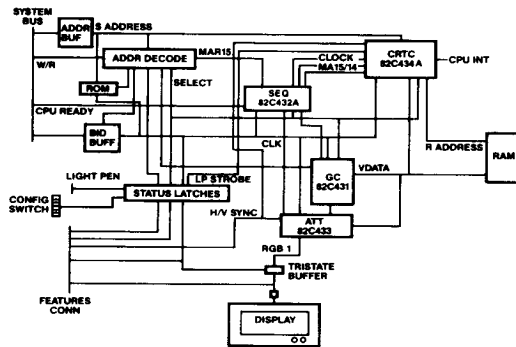 SYSTEM
BUS
ADDR
BUF
S ADDRESS
W/R
ADDR DECODE
MAR15
SELECT
ROM
CPU READY
BID
BUFF
CLOCK
MA15/14
CRTC
82C434A
CPU INT
SEQ
82C432A
CLK
R ADDRESS
RAM
GC
82C431
VDATA
LIGHT PEN
LP STROBE
CONFIG
SWITCH
STATUS LATCHES
H/V SYNC
ATT
82C433
RGB 1
TRISTATE
BUFFER
FEATURES
CONN
DISPLAY